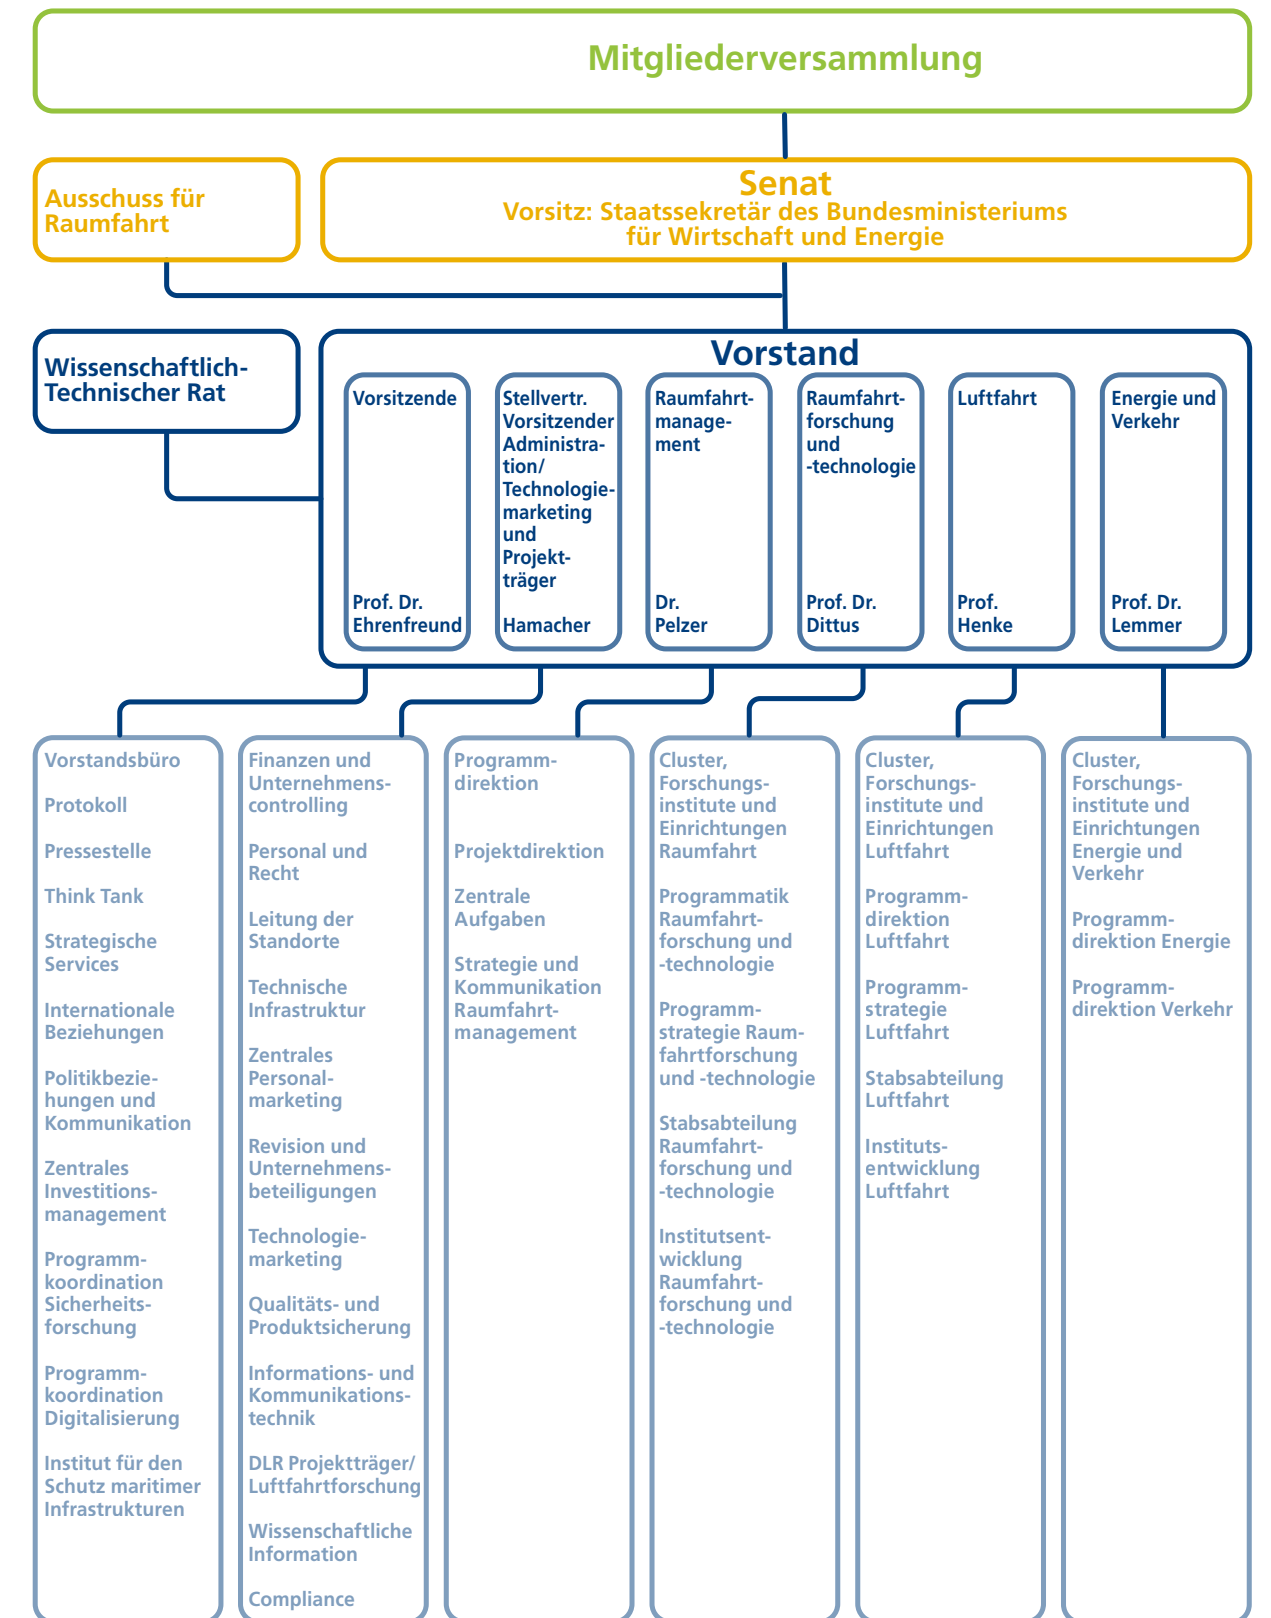 Mitgliederversammlung
Ausschuss für
Raumfahrt
Senat
Vorsitz: Staatssekretär des Bundesministeriums
für Wirtschaft und Energie
Wissenschaftlich-
Technischer Rat
Vorstand
Vorsitzende
Prof. Dr.
Ehrenfreund
Stellvertr.
Vorsitzender
Administra-
tion/
Technologie-
marketing
und
Projekt-
träger
Hamacher
Raumfahrt-
manage-
ment
Dr.
Pelzer
Raumfahrt-
forschung
und
-technologie
Prof. Dr.
Dittus
Luftfahrt
Prof.
Henke
Energie und
Verkehr
Prof. Dr.
Lemmer
Vorstandsbüro
Protokoll
Pressestelle
Think Tank
Strategische
Services
Internationale
Beziehungen
Politikbezie-
hungen und
Kommunikation
Zentrales
Investitions-
management
Programm-
koordination
Sicherheits-
forschung
Programm-
koordination
Digitalisierung
Institut für den
Schutz maritimer
Infrastrukturen
Finanzen und
Unternehmens-
controlling
Personal und
Recht
Leitung der
Standorte
Technische
Infrastruktur
Zentrales
Personal-
marketing
Revision und
Unternehmens-
beteiligungen
Technologie-
marketing
Qualitäts- und
Produktsicherung
Informations- und
Kommunikations-
technik
DLR Projektträger/
Luftfahrtforschung
Wissenschaftliche
Information
Compliance
Programm-
direktion
Projektdirektion
Zentrale
Aufgaben
Strategie und
Kommunikation
Raumfahrt-
management
Cluster,
Forschungs-
institute und
Einrichtungen
Raumfahrt
Programmatik
Raumfahrt-
forschung und
-technologie
Programm-
strategie Raum-
fahrtforschung
und -technologie
Stabsabteilung
Raumfahrt-
forschung und
-technologie
Institutsent-
wicklung
Raumfahrt-
forschung und
-technologie
Cluster,
Forschungs-
institute und
Einrichtungen
Luftfahrt
Programm-
direktion
Luftfahrt
Programm-
strategie
Luftfahrt
Stabsabteilung
Luftfahrt
Instituts-
entwicklung
Luftfahrt
Cluster,
Forschungs-
institute und
Einrichtungen
Energie und
Verkehr
Programm-
direktion Energie
Programm-
direktion Verkehr